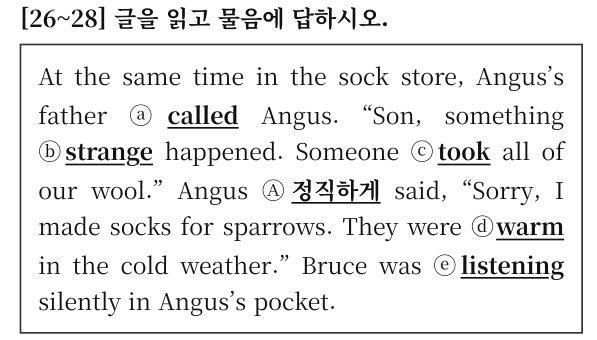 [26~28] 글을 읽고 물음에 답하시오.
At the same time in the sock store, Angus’s
father ⓐ called Angus. “Son, something
ⓑ strange happened. Someone ⓒ took all of
our wool.” Angus Ⓐ 정직하게 said, “Sorry, I
made socks for sparrows. They were ⓓ warm
in the cold weather.” Bruce was ⓔ listening
silently in Angus’s pocket.